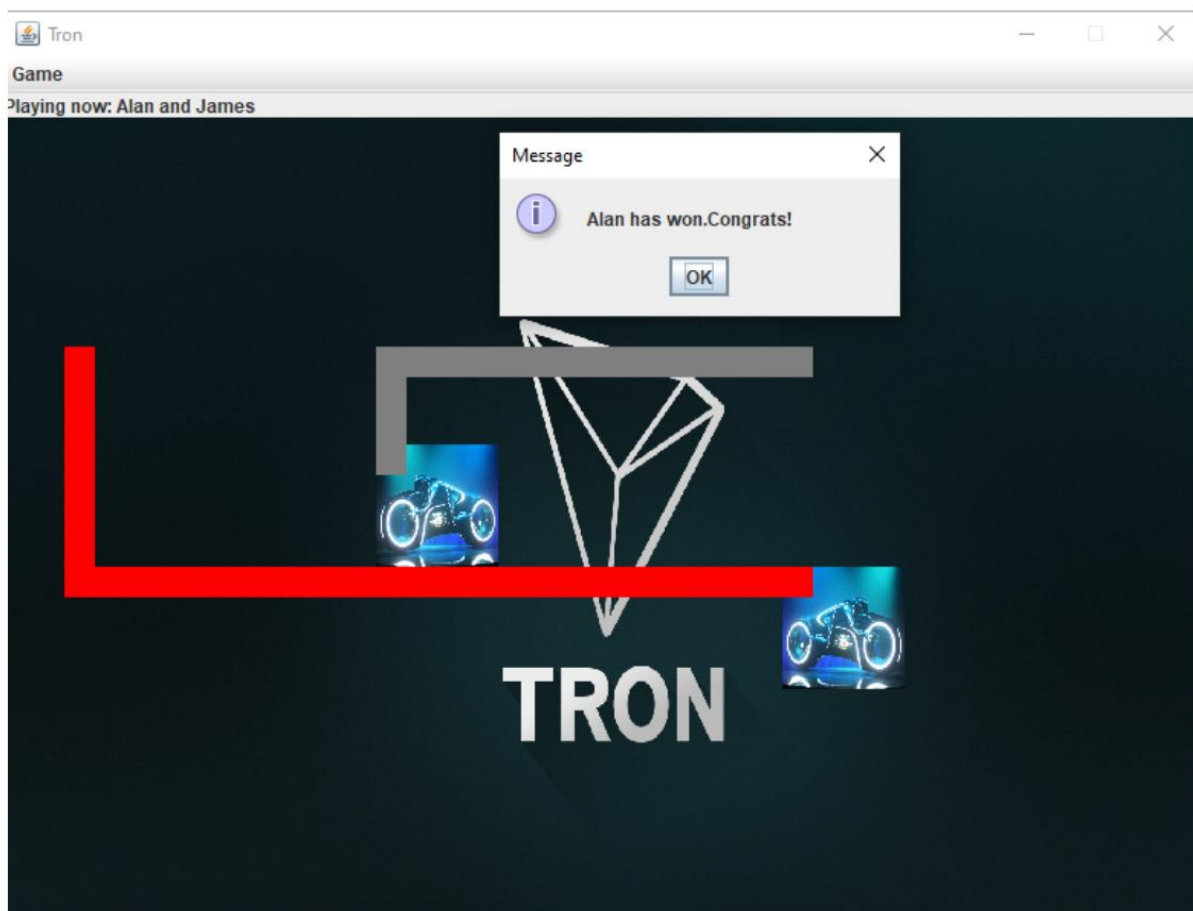 Tron
Game
Playing now: Alan and James
Message
i
Alan has won.Congrats!
OK
TRON